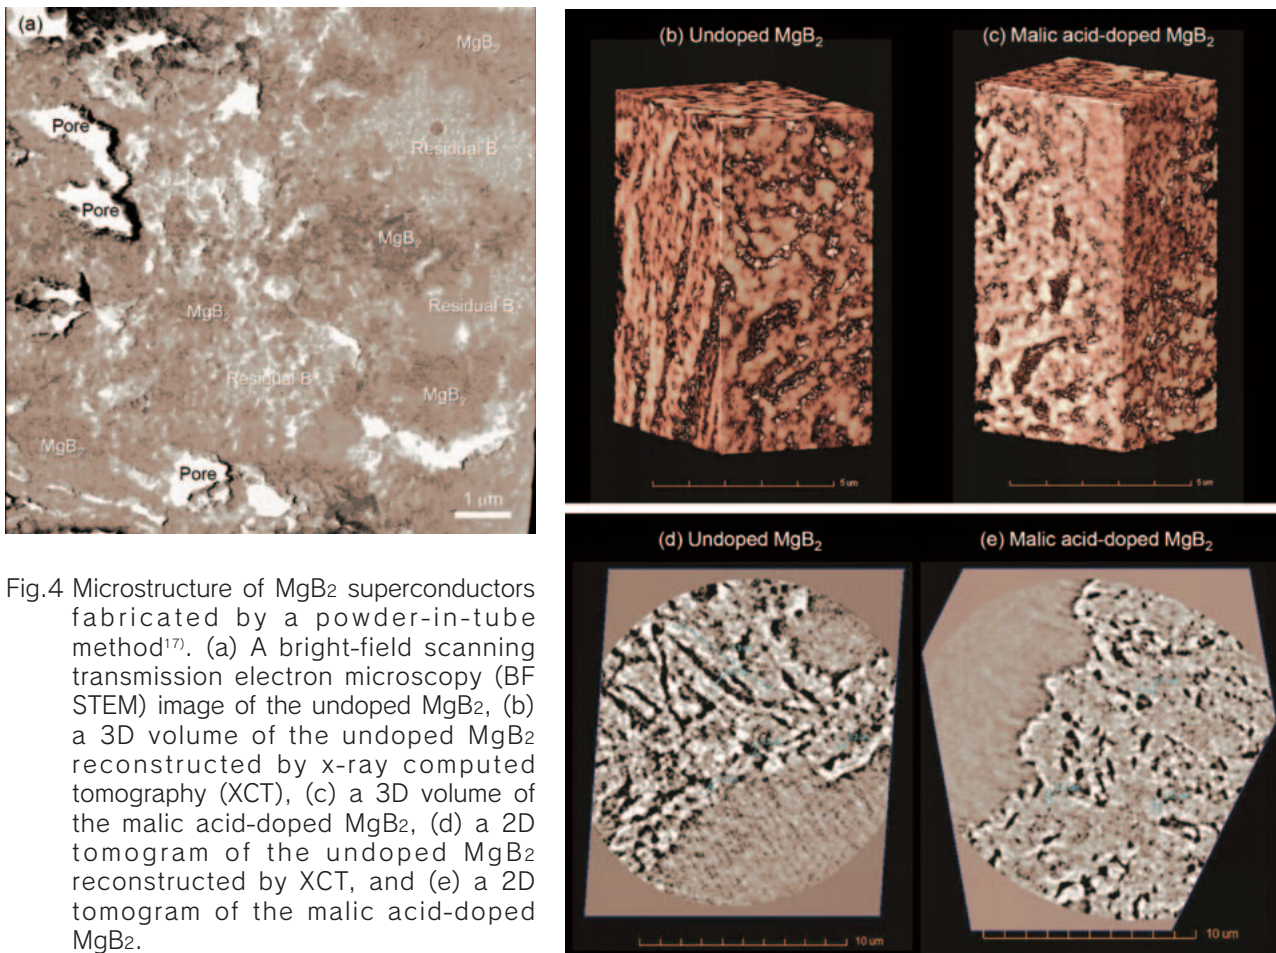 (a)
MgB2
Pore
Residual B
Pore
MgB2
Residual B
MgB2
Residual B
MgB2
MgB2
Pore
1 μm
(b) Undoped MgB2
(c) Malic acid-doped MgB2
5 um
5 um
(d) Undoped MgB2
(e) Malic acid-doped MgB2
10 um
10 um
Fig.4 Microstructure of MgB2 superconductors
fabricated by a powder-in-tube
method17). (a) A bright-field scanning
transmission electron microscopy (BF
STEM) image of the undoped MgB2, (b)
a 3D volume of the undoped MgB2
reconstructed by x-ray computed
tomography (XCT), (c) a 3D volume of
the malic acid-doped MgB2, (d) a 2D
tomogram of the undoped MgB2
reconstructed by XCT, and (e) a 2D
tomogram of the malic acid-doped
MgB2.